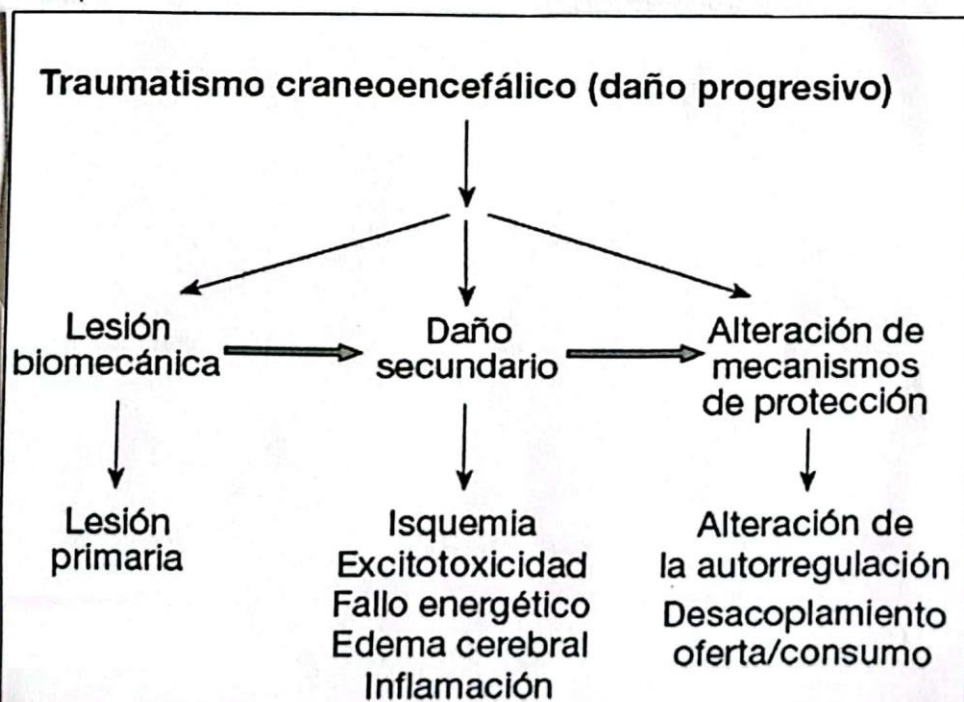 Traumatismo craneoencefálico (daño progresivo)
Lesión
biomecánica
Daño
secundario
Alteración de
mecanismos
de protección
Lesión
primaria
Isquemia
Excitotoxicidad
Fallo energético
Edema cerebral
Inflamación
Alteración de
la autorregulación
Desacoplamiento
oferta/consumo